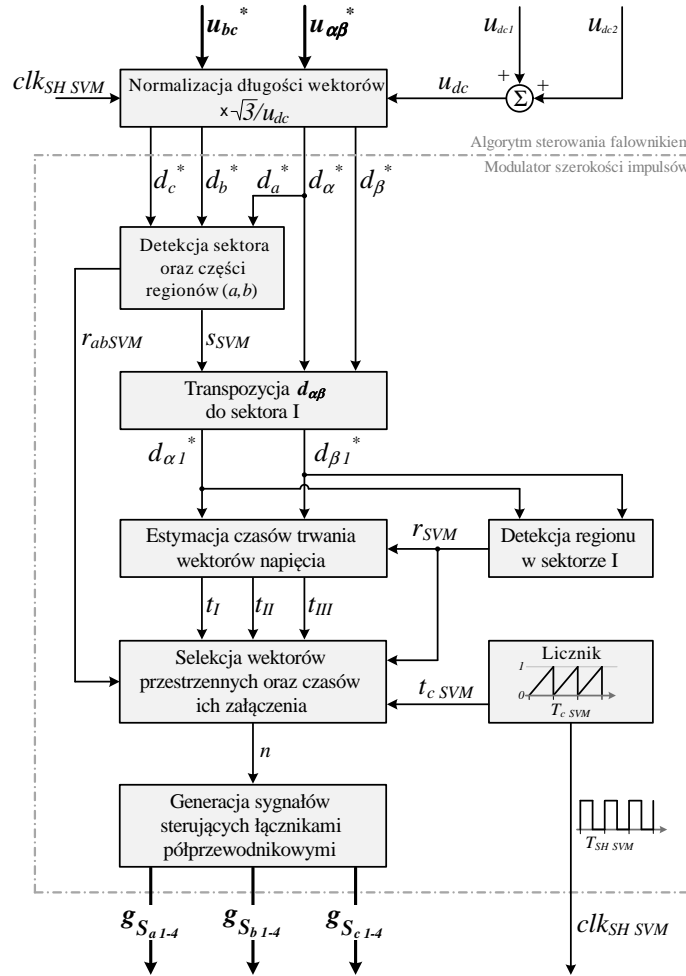 u_bc* u_αβ* u_dc1 u_dc2
clk_SH SVM
Normalizacja długości wektorów
×√3/u_dc
u_dc + Σ +
Algorytm sterowania falownikiem
Modulator szerokości impulsów
d_c* d_b* d_a* d_α* d_β*
Detekcja sektora
oraz części
regionów (a,b)
r_abSVM s_SVM
Transpozycja d_αβ
do sektora I
d_α1* d_β1*
Estymacja czasów trwania
wektorów napięcia
r_SVM
Detekcja regionu
w sektorze I
t_I t_II t_III
Selekcja wektorów
przestrzennych oraz czasów
ich załączenia
t_c SVM
Licznik
1
0
T_c SVM
n
Generacja sygnałów
sterujących łącznikami
półprzewodnikowymi
T_SH SVM
g_Sa 1-4 g_Sb 1-4 g_Sc 1-4
clk_SH SVM